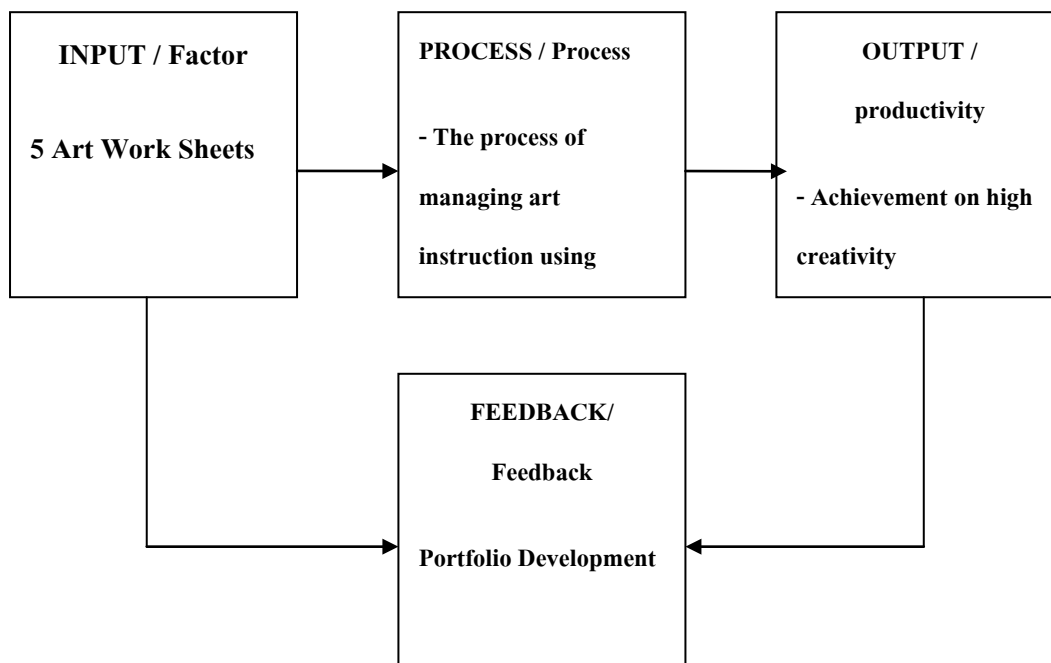 INPUT / Factor
5 Art Work Sheets
PROCESS / Process
- The process of
managing art
instruction using
OUTPUT /
productivity
- Achievement on high
creativity
FEEDBACK/
Feedback
Portfolio Development